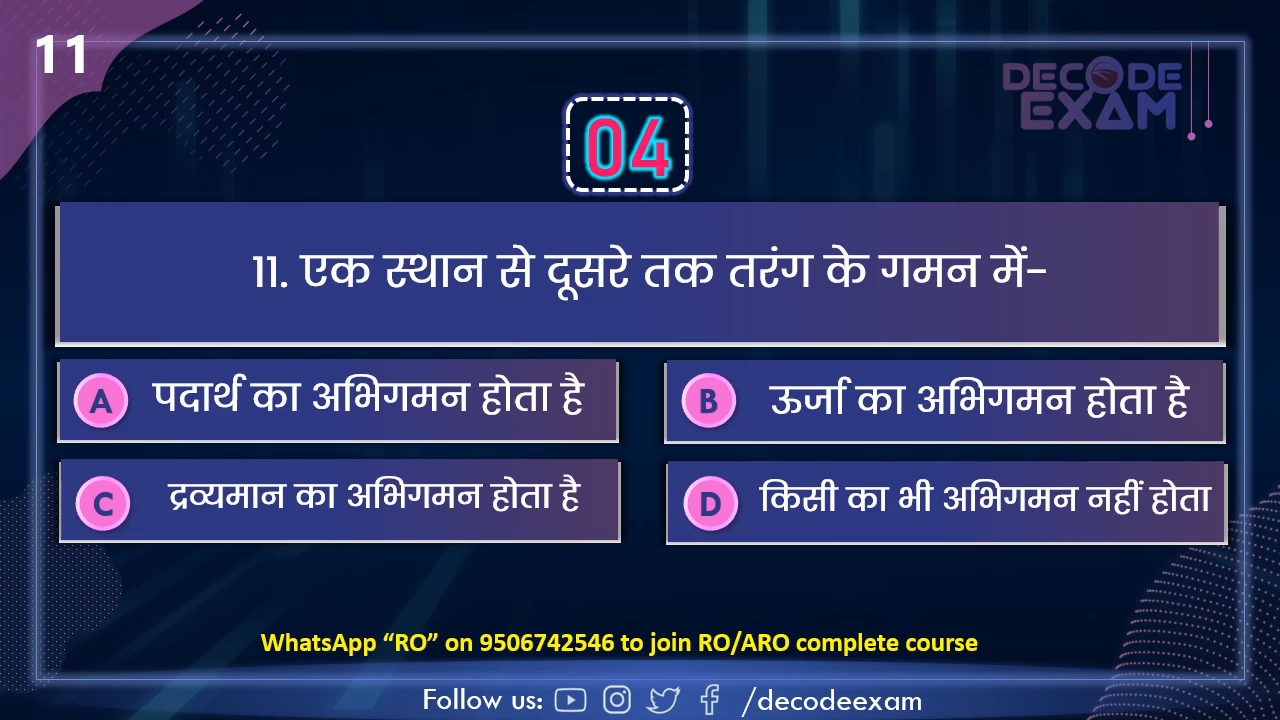 11
DECODE
EXAM
04
11. एक स्थान से दूसरे तक तरंग के गमन में-
A पदार्थ का अभिगमन होता है
B ऊर्जा का अभिगमन होता है
C द्रव्यमान का अभिगमन होता है
D किसी का भी अभिगमन नहीं होता
WhatsApp “RO” on 9506742546 to join RO/ARO complete course
Follow us: /decodeexam